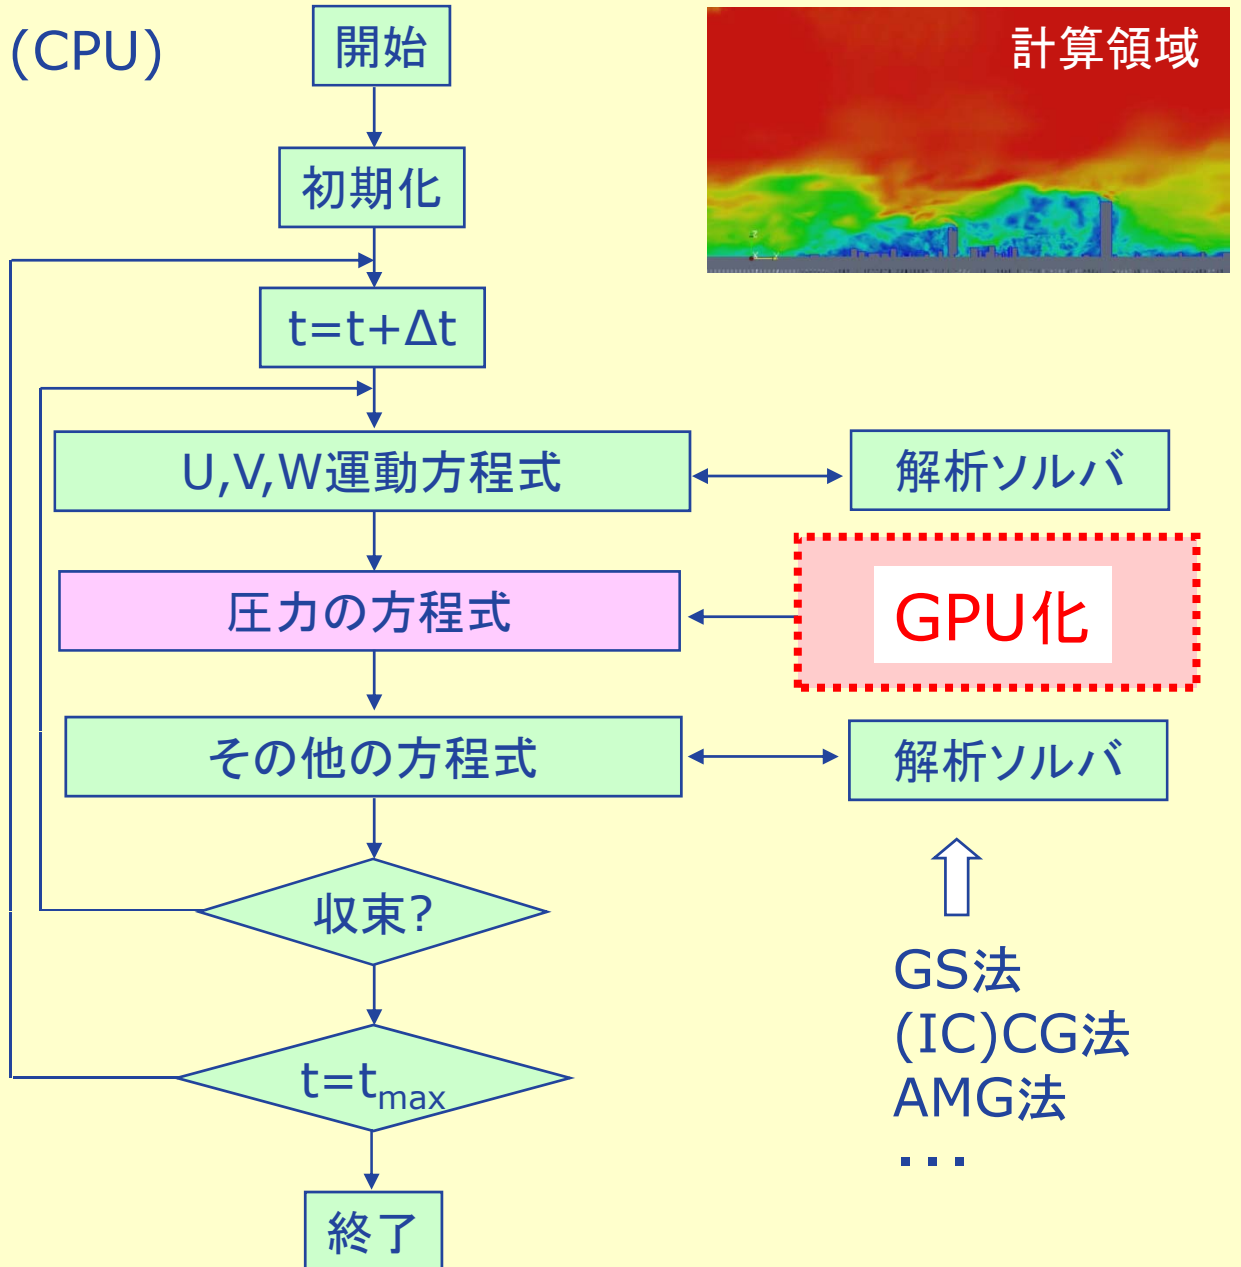 (CPU)
開始
計算領域
初期化
t=t+Δt
U,V,W運動方程式
解析ソルバ
圧力の方程式
GPU化
その他の方程式
解析ソルバ
収束?
GS法
(IC)CG法
AMG法
・・・
t=tmax
終了